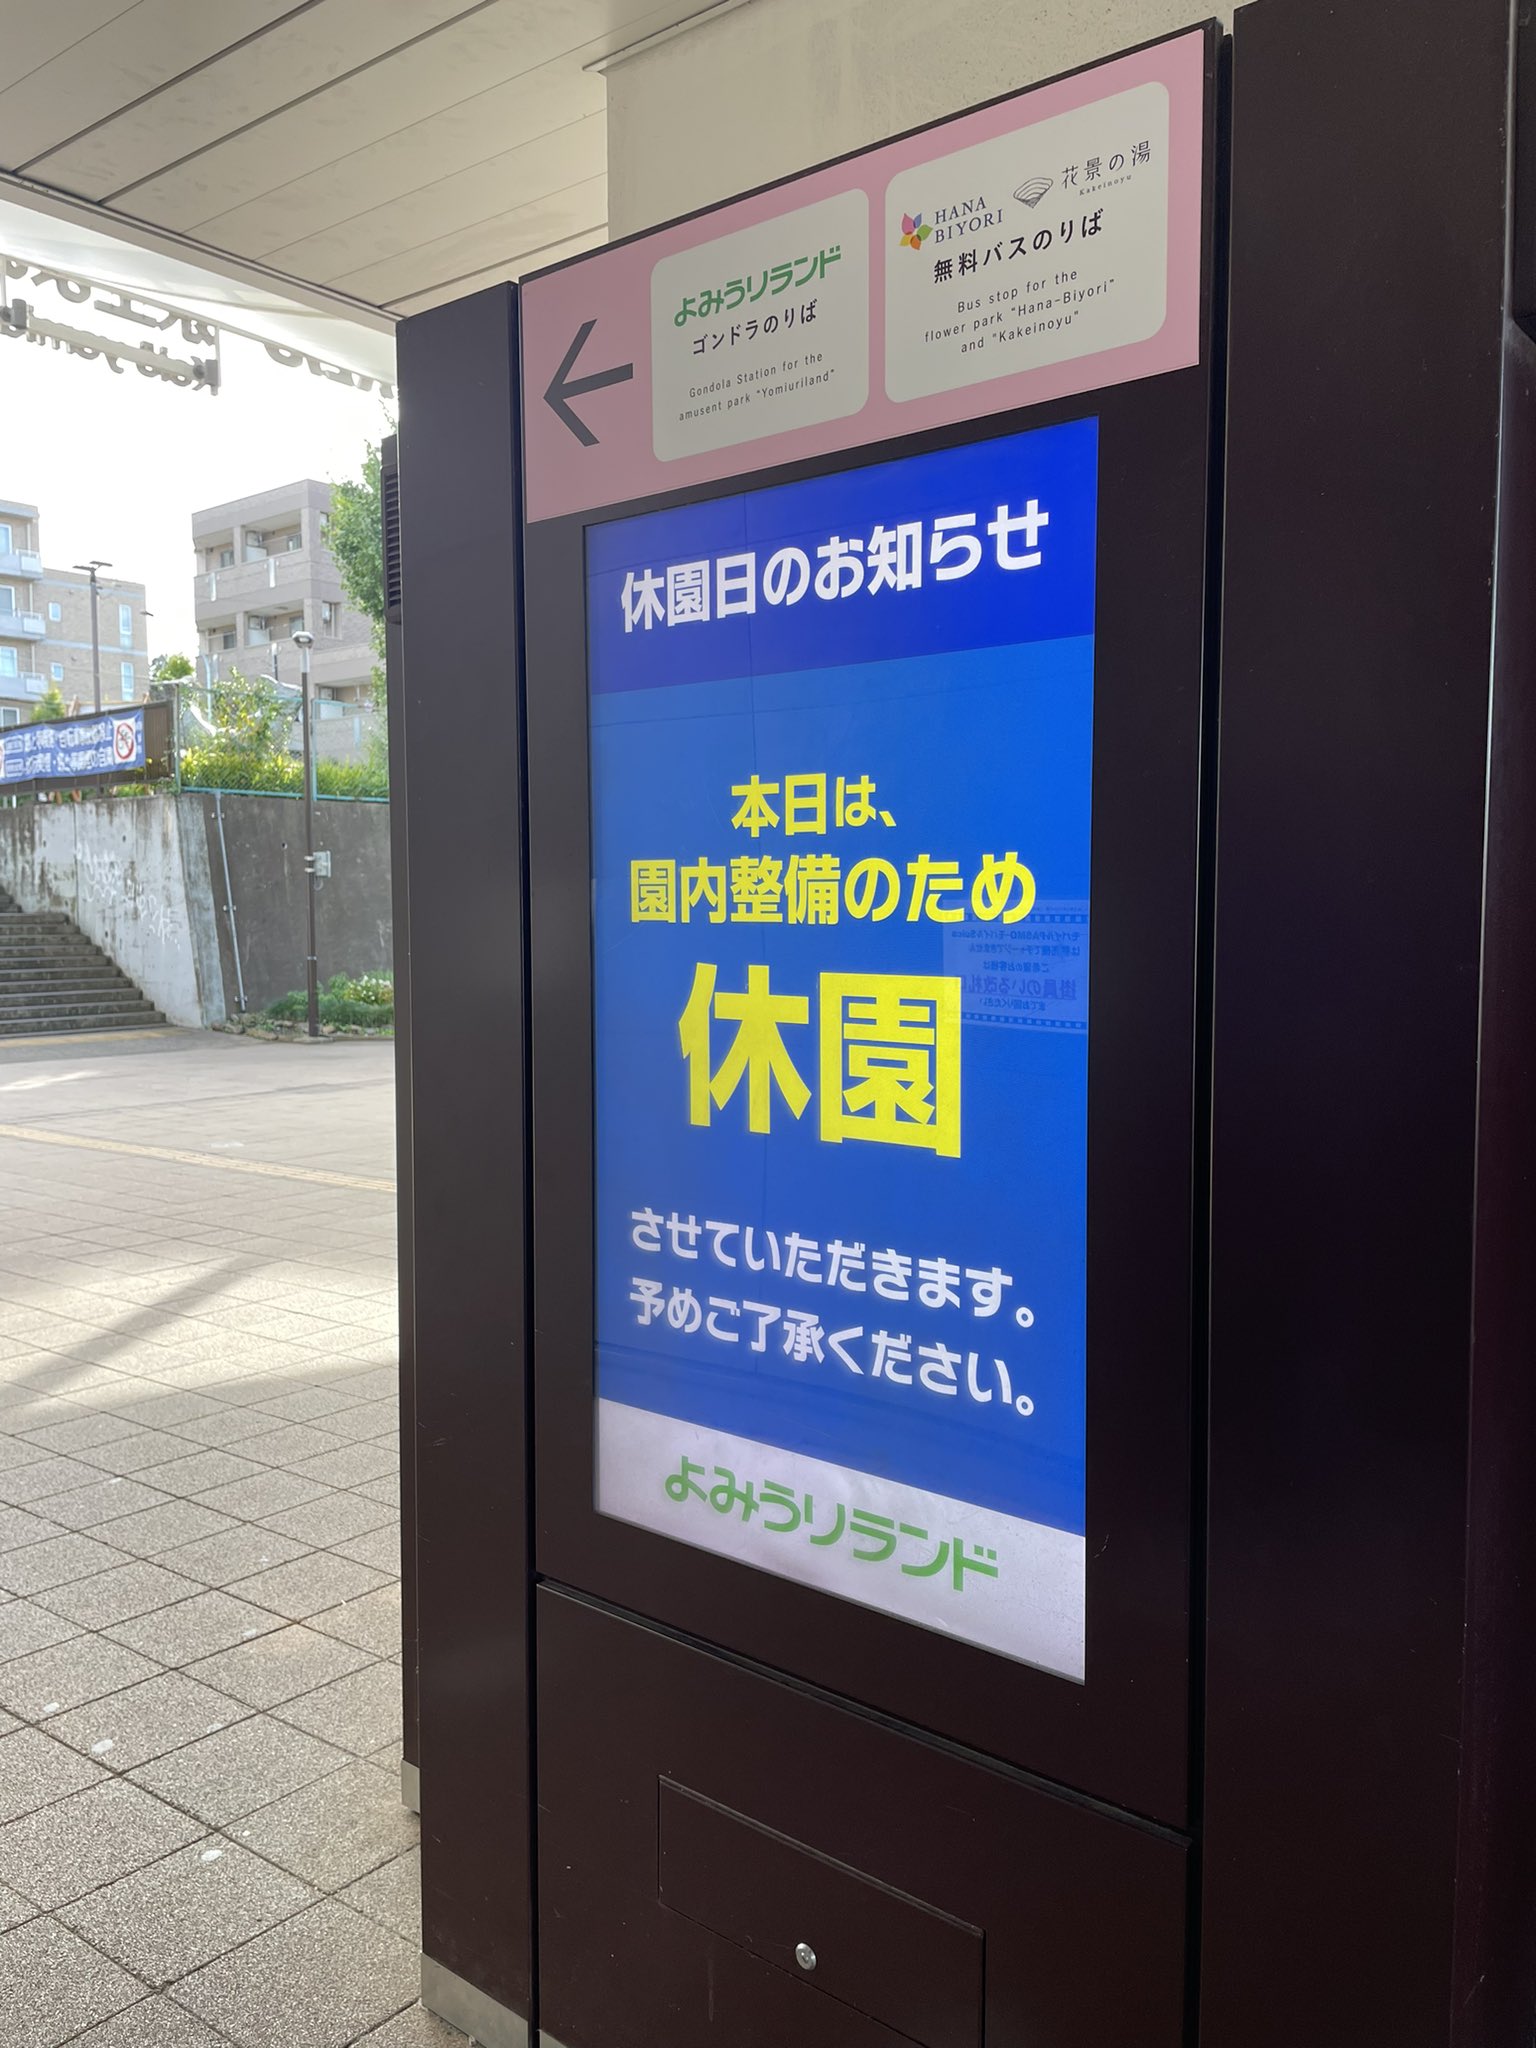 よみうりランド
ゴンドラのりば
Gondola Station for the
amusent park "Yomiuriland"
HANA
BIYORI
花景の湯
Kakeinoyu
無料バスのりば
Bus stop for the
flower park "Hana-Biyori"
and "Kakeinoyu"
休園日のお知らせ
本日は、
園内整備のため
休園
させていただきます。
予めご了承ください。
よみうりランド